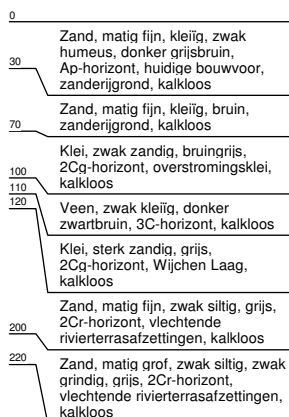 0
Zand, matig fijn, kleiïg, zwak
humeus, donker grijsbruin,
Ap-horizont, huidige bouwvoor,
zanderijgrond, kalkloos
30
Zand, matig fijn, kleiïg, bruin,
zanderijgrond, kalkloos
70
Klei, zwak zandig, bruingrijs,
2Cg-horizont, overstromingsklei,
kalkloos
100
Veen, zwak kleiïg, donker
zwartbruin, 3C-horizont, kalkloos
110
Klei, sterk zandig, grijs,
2Cg-horizont, Wijchen Laag,
kalkloos
120
Zand, matig fijn, zwak siltig, grijs,
2Cr-horizont, vlechtende
rivierterrasafzettingen, kalkloos
200
Zand, matig grof, zwak siltig, zwak
grindig, grijs, 2Cr-horizont,
vlechtende rivierterrasafzettingen,
kalkloos
220